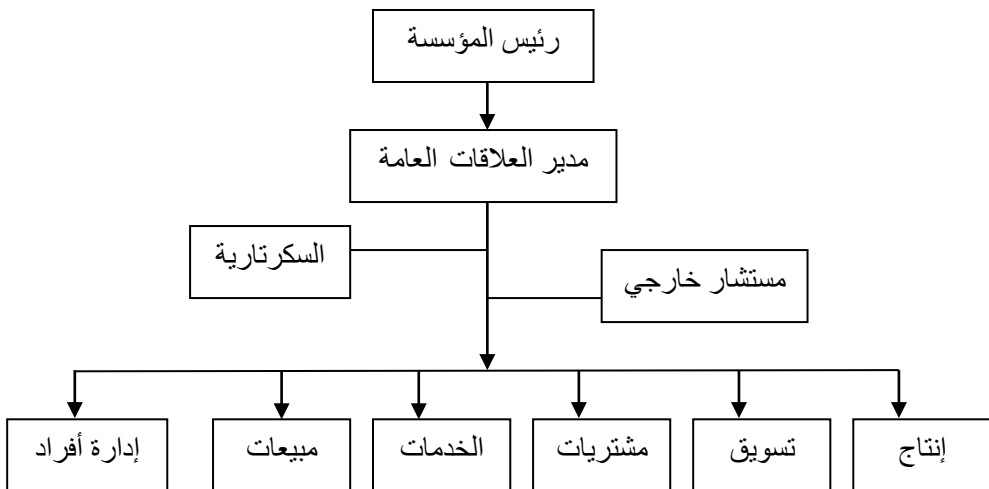 رئيس المؤسسة
مدير العلاقات العامة
السكرتارية
مستشار خارجي
إنتاج
تسويق
مشتريات
الخدمات
مبيعات
إدارة أفراد